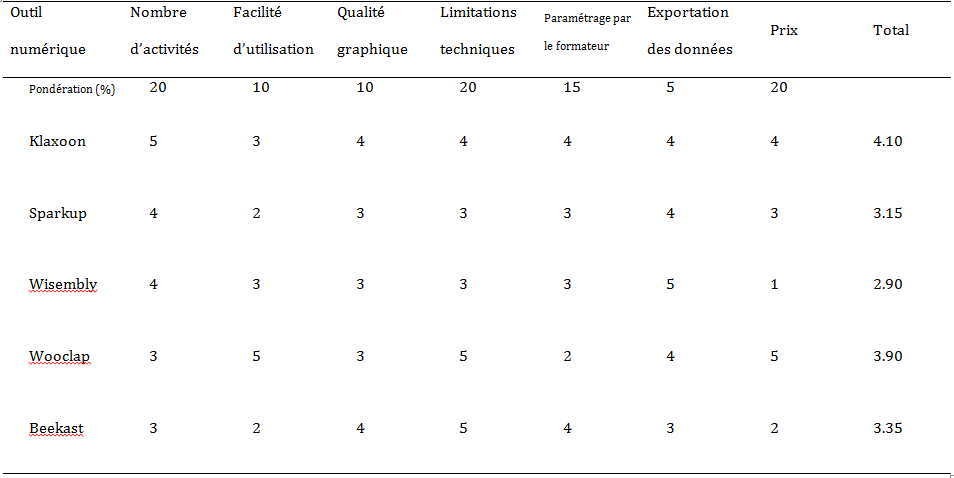 Outil numérique Nombre d'activités Facilité d'utilisation Qualité graphique Limitations techniques Paramétrage par le formateur Exportation des données Prix Total
Pondération (%) 20 10 10 20 15 5 20
Klaxoon 5 3 4 4 4 4 4 4.10
Sparkup 4 2 3 3 3 4 3 3.15
Wisembly 4 3 3 3 3 5 1 2.90
Wooclap 3 5 3 5 2 4 5 3.90
Beekast 3 2 4 5 4 3 2 3.35